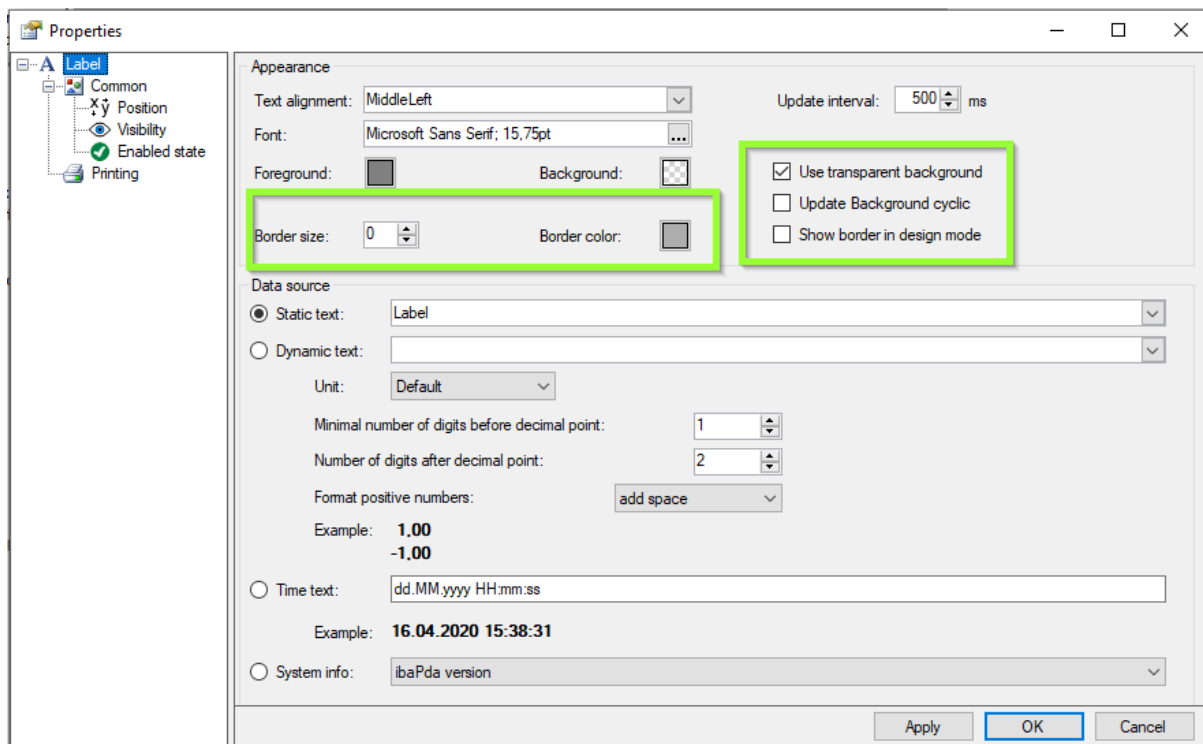 Properties
Label
Common
Position
Visibility
Enabled state
Printing
Appearance
Text alignment: MiddleLeft Update interval: 500 ms
Font: Microsoft Sans Serif; 15,75pt ...
Foreground: Background: Use transparent background
Update Background cyclic
Border size: 0 Border color: Show border in design mode
Data source
Static text: Label
Dynamic text:
Unit: Default
Minimal number of digits before decimal point: 1
Number of digits after decimal point: 2
Format positive numbers: add space
Example: 1,00
-1,00
Time text: dd.MM.yyyy HH:mm:ss
Example: 16.04.2020 15:38:31
System info: ibaPda version
Apply OK Cancel